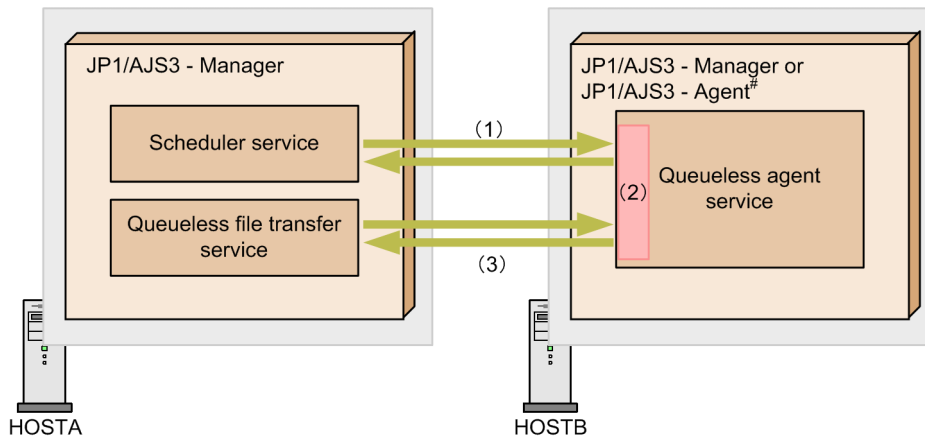 JP1/AJS3 - Manager
Scheduler service
Queueless file transfer
service
HOSTA
(1)
(3)
JP1/AJS3 - Manager or
JP1/AJS3 - Agent#
(2)
Queueless agent
service
HOSTB